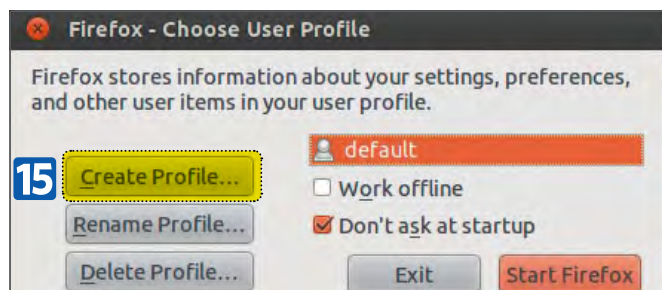 Firefox - Choose User Profile
Firefox stores information about your settings, preferences,
and other user items in your user profile.
default
15
Create Profile...
Work offline
Rename Profile...
Don't ask at startup
Delete Profile...
Exit
Start Firefox